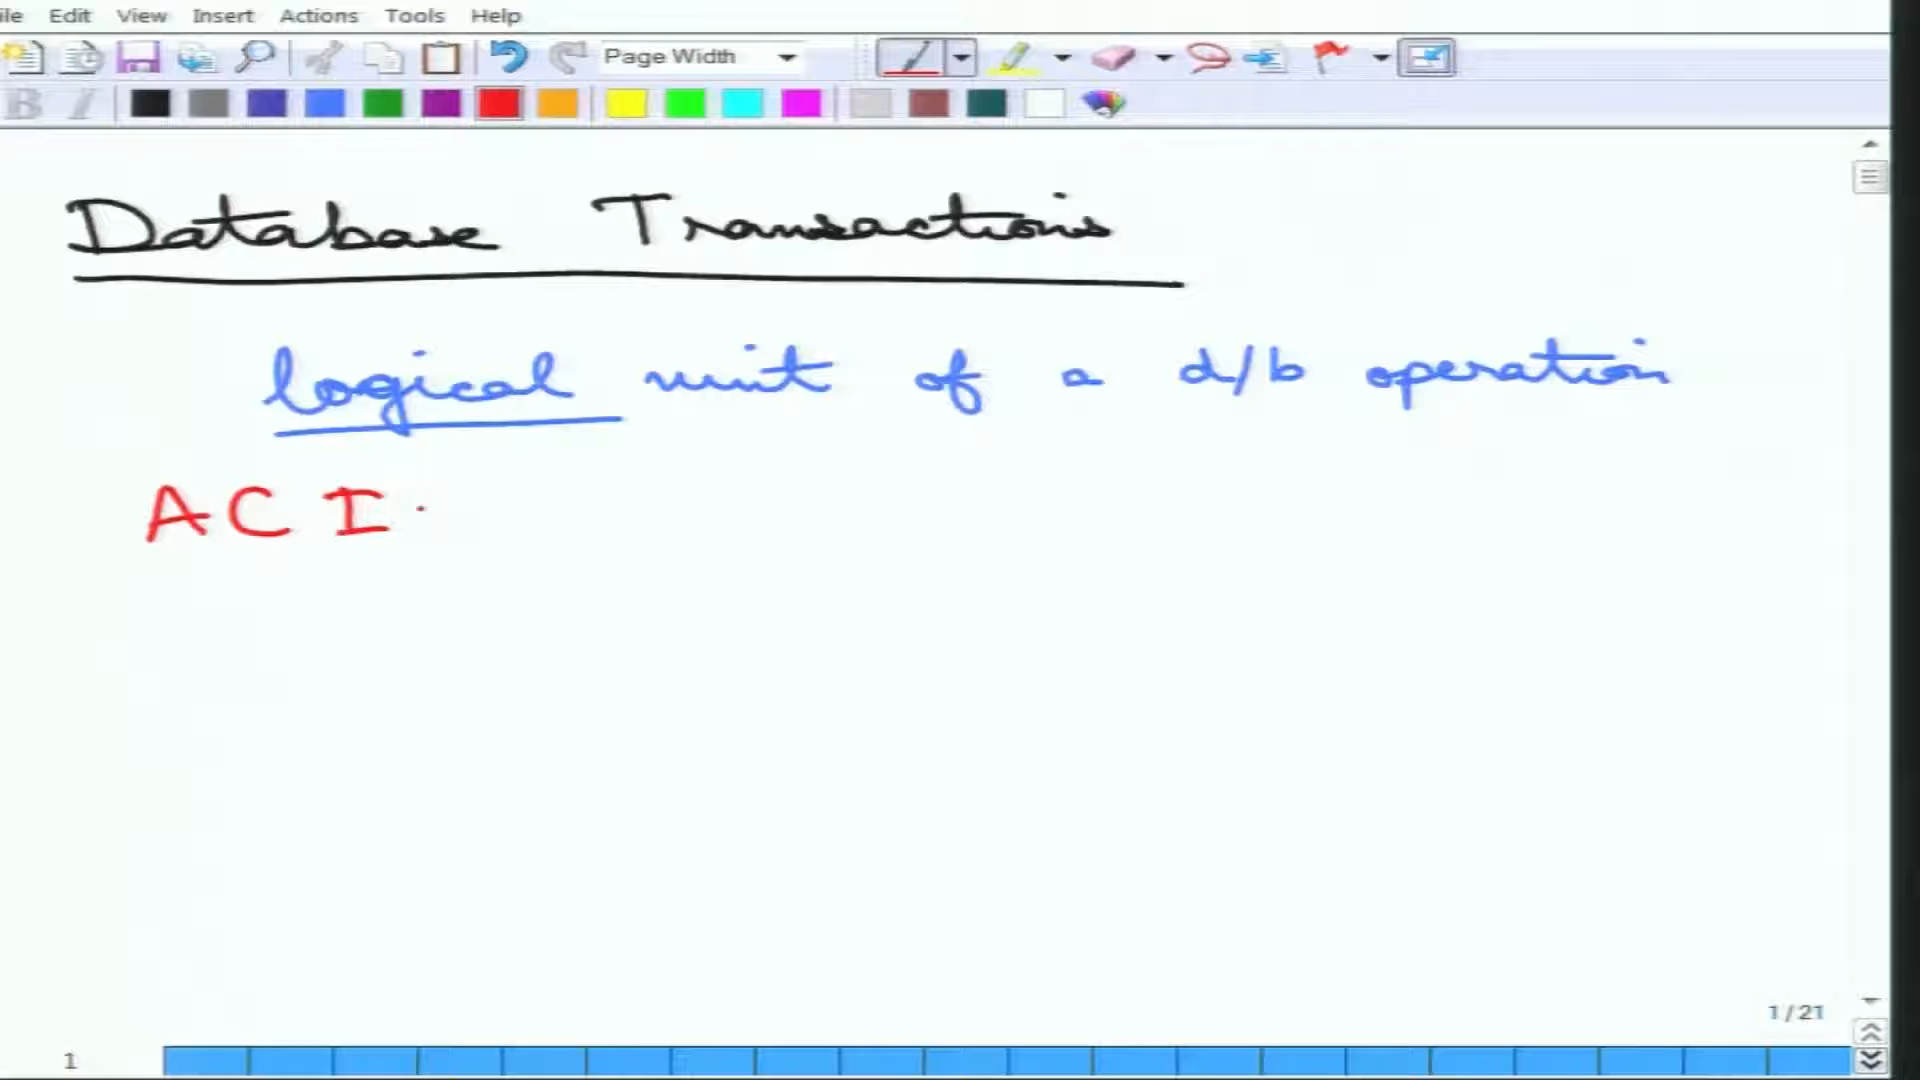 ile Edit View Insert Actions Tools Help
Page Width
B I
Database Transactions
logical unit of a d/b operation
A C I
1 / 21
1